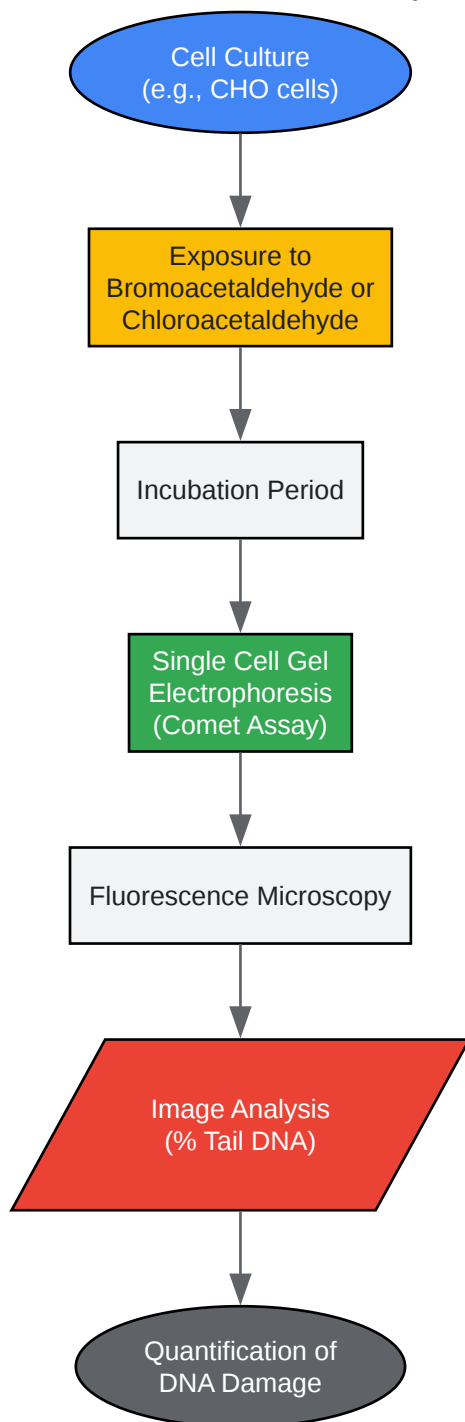 Cell Culture
(e.g., CHO cells)
Exposure to
Bromoacetaldehyde or
Chloroacetaldehyde
Incubation Period
Single Cell Gel
Electrophoresis
(Comet Assay)
Fluorescence Microscopy
Image Analysis
(% Tail DNA)
Quantification of
DNA Damage